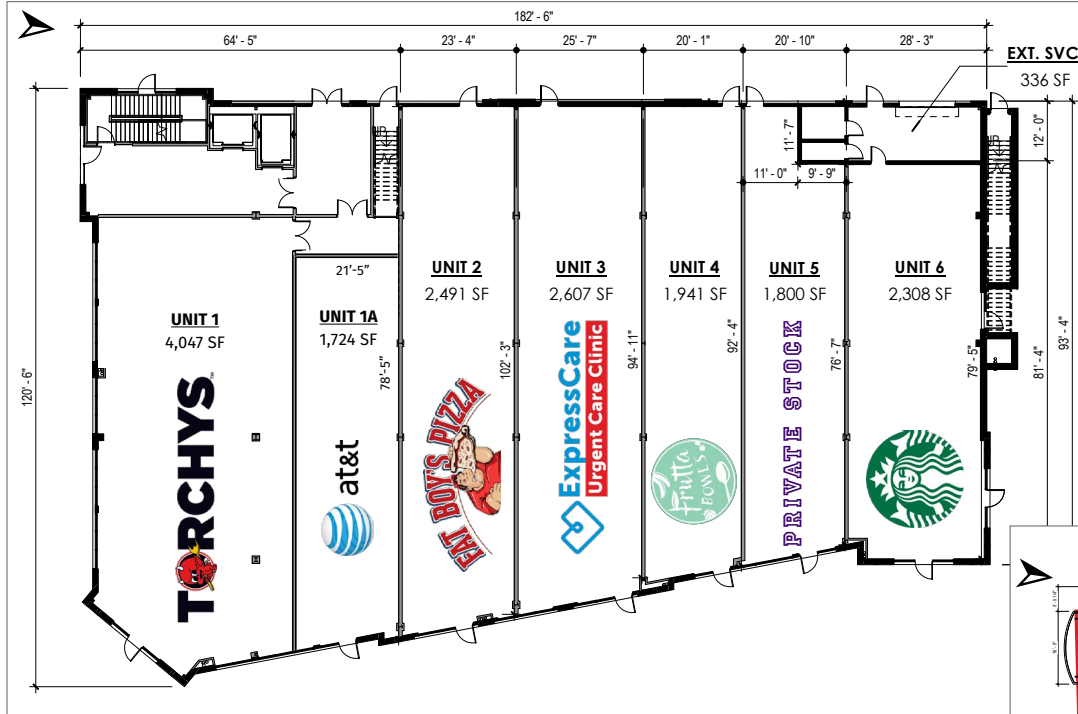 182' - 6"
64' - 5"
23' - 4"
25' - 7"
20' - 1"
20' - 10"
28' - 3"
EXT. SVC
336 SF
12' - 0"
11' - 7"
11' - 0"
9' - 9"
120' - 6"
UNIT 1
4,047 SF
TORCHYS
21'-5"
UNIT 1A
1,724 SF
78'-5"
at&t
UNIT 2
2,491 SF
102' - 3"
FAT BOY'S PIZZA
UNIT 3
2,607 SF
94' - 11"
ExpressCare
Urgent Care Clinic
UNIT 4
1,941 SF
92' - 4"
Frutta
BOWLS
UNIT 5
1,800 SF
76' - 7"
PRIVATE STOCK
UNIT 6
2,308 SF
79' - 5"
81' - 4"
93' - 4"